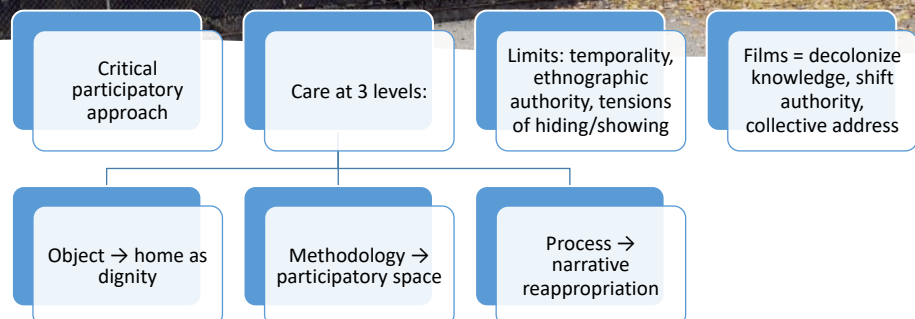 Critical
participatory
approach
Care at 3 levels:
Limits: temporality,
ethnographic
authority, tensions
of hiding/showing
Films = decolonize
knowledge, shift
authority,
collective address
Object → home as
dignity
Methodology →
participatory space
Process →
narrative
reappropriation